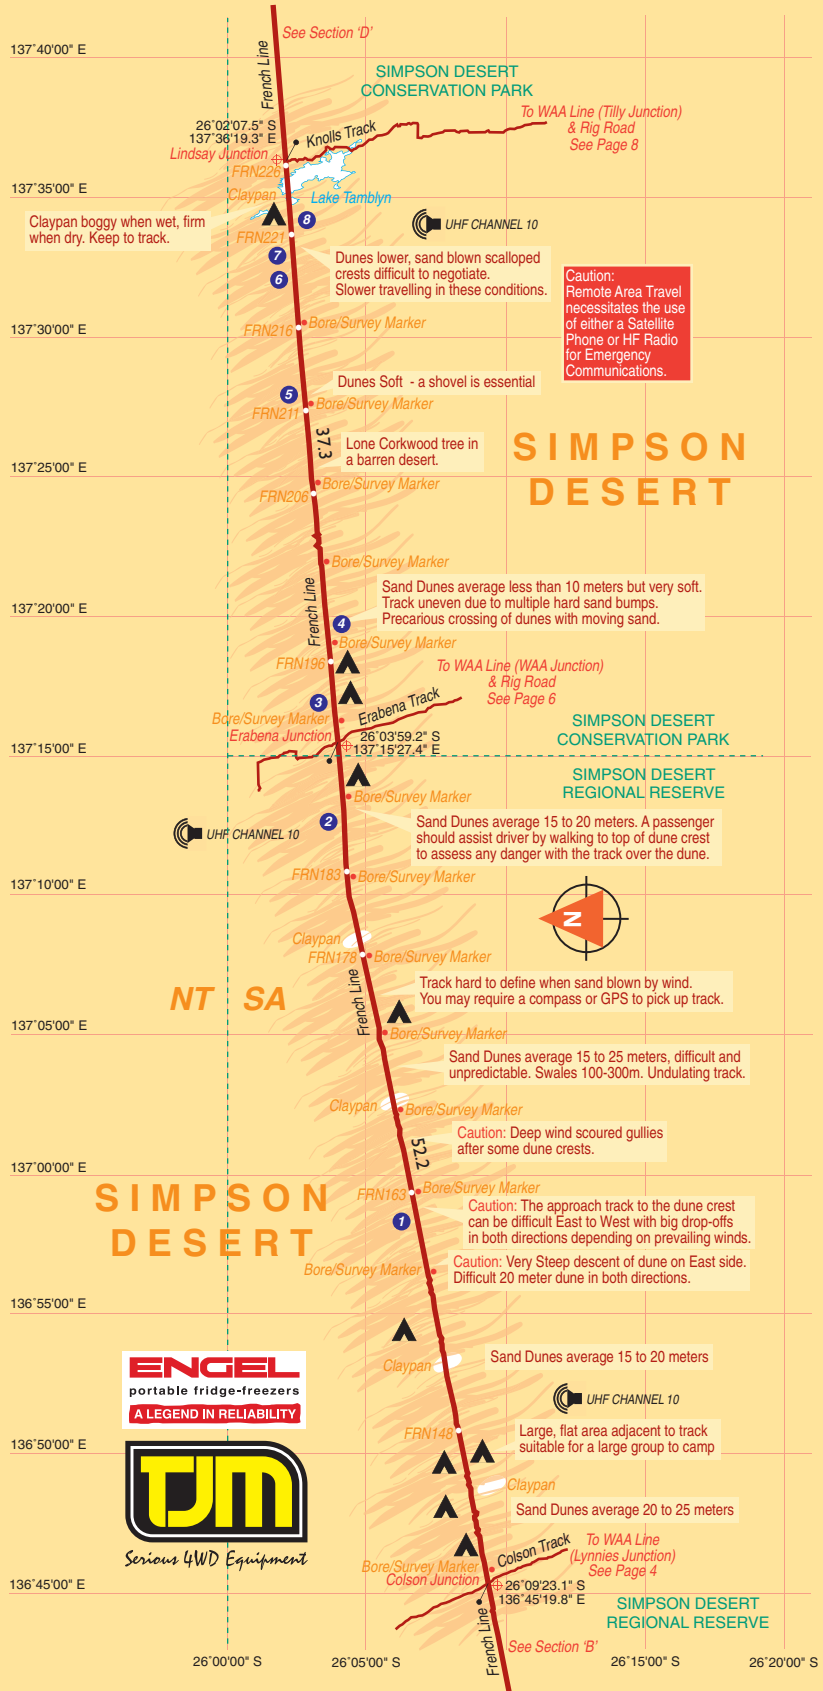 See Section 'D'
137°40'00" E
French Line
SIMPSON DESERT
CONSERVATION PARK
To WAA Line (Tilly Junction)
& Rig Road
See Page 8
26°02'07.5" S
137°36'19.3" E
Knolls Track
Lindsay Junction
FRN226
137°35'00" E
Claypan
Lake Tamblyn
Claypan boggy when wet, firm
when dry. Keep to track.
8
UHF CHANNEL 10
FRN221
7
Dunes lower, sand blown scalloped
crests difficult to negotiate.
Slower travelling in these conditions.
6
Caution:
Remote Area Travel
necessitates the use
of either a Satellite
Phone or HF Radio
for Emergency
Communications.
137°30'00" E
FRN216
Bore/Survey Marker
Dunes Soft - a shovel is essential
5
FRN211
Bore/Survey Marker
37.3
Lone Corkwood tree in
a barren desert.
SIMPSON
DESERT
137°25'00" E
FRN206
Bore/Survey Marker
Bore/Survey Marker
French Line
Sand Dunes average less than 10 meters but very soft.
Track uneven due to multiple hard sand bumps.
Precarious crossing of dunes with moving sand.
137°20'00" E
4
Bore/Survey Marker
FRN196
To WAA Line (WAA Junction)
& Rig Road
See Page 6
3
Erabena Track
Bore/Survey Marker
Erabena Junction
26°03'59.2" S
137°15'27.4" E
SIMPSON DESERT
CONSERVATION PARK
137°15'00" E
SIMPSON DESERT
REGIONAL RESERVE
Bore/Survey Marker
2
UHF CHANNEL 10
Sand Dunes average 15 to 20 meters. A passenger
should assist driver by walking to top of dune crest
to assess any danger with the track over the dune.
FRN183
Bore/Survey Marker
137°10'00" E
N
Claypan
FRN178
Bore/Survey Marker
French Line
Track hard to define when sand blown by wind.
You may require a compass or GPS to pick up track.
NT SA
137°05'00" E
Bore/Survey Marker
Sand Dunes average 15 to 25 meters, difficult and
unpredictable. Swales 100-300m. Undulating track.
Claypan
Bore/Survey Marker
52.2
Caution: Deep wind scoured gullies
after some dune crests.
137°00'00" E
FRN163
Bore/Survey Marker
SIMPSON
DESERT
1
Caution: The approach track to the dune crest
can be difficult East to West with big drop-offs
in both directions depending on prevailing winds.
Bore/Survey Marker
Caution: Very Steep descent of dune on East side.
Difficult 20 meter dune in both directions.
136°55'00" E
Claypan
Sand Dunes average 15 to 20 meters
ENGEL
portable fridge-freezers
A LEGEND IN RELIABILITY
UHF CHANNEL 10
FRN148
Large, flat area adjacent to track
suitable for a large group to camp
136°50'00" E
Claypan
TJM
Serious 4WD Equipment
Sand Dunes average 20 to 25 meters
Colson Track
To WAA Line
(Lynnies Junction)
See Page 4
Bore/Survey Marker
Colson Junction
26°09'23.1" S
136°45'19.8" E
136°45'00" E
SIMPSON DESERT
REGIONAL RESERVE
French Line
See Section 'B'
26°00'00" S
26°05'00" S
26°15'00" S
26°20'00" S